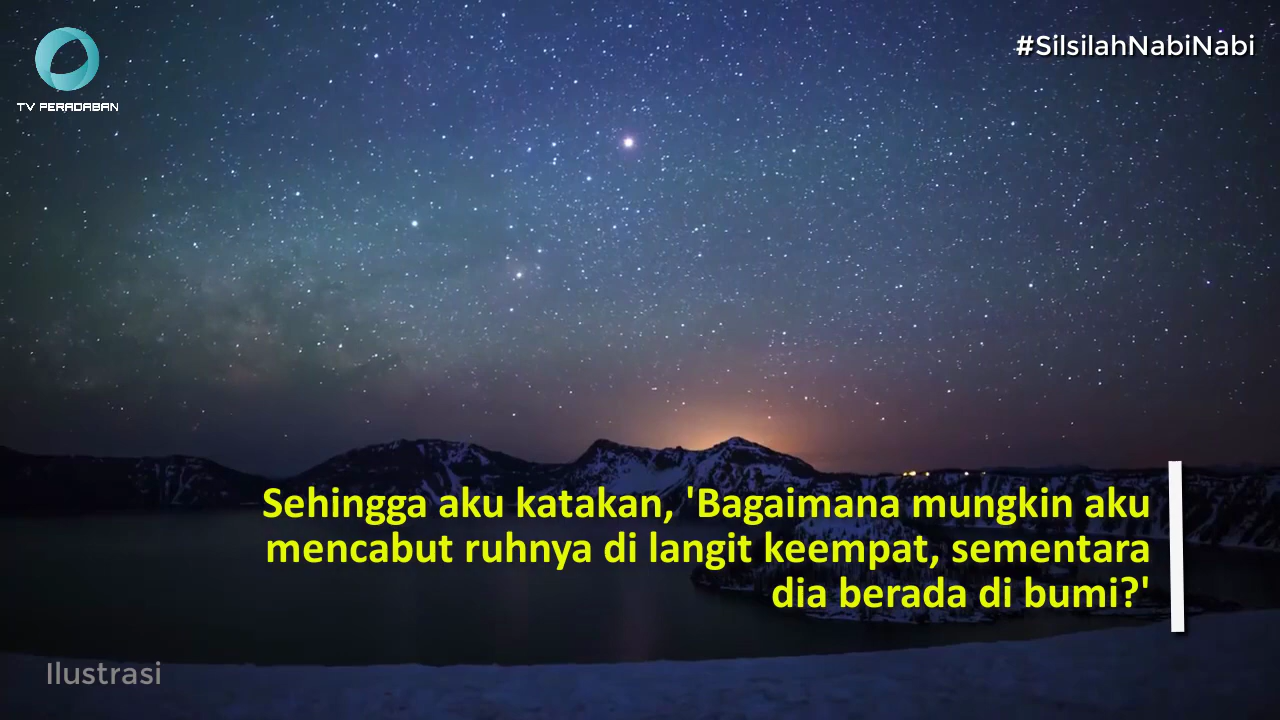 TV PERADABAN
#SilsilahNabiNabi
Sehingga aku katakan, 'Bagaimana mungkin aku
mencabut ruhnya di langit keempat, sementara
dia berada di bumi?'
Ilustrasi